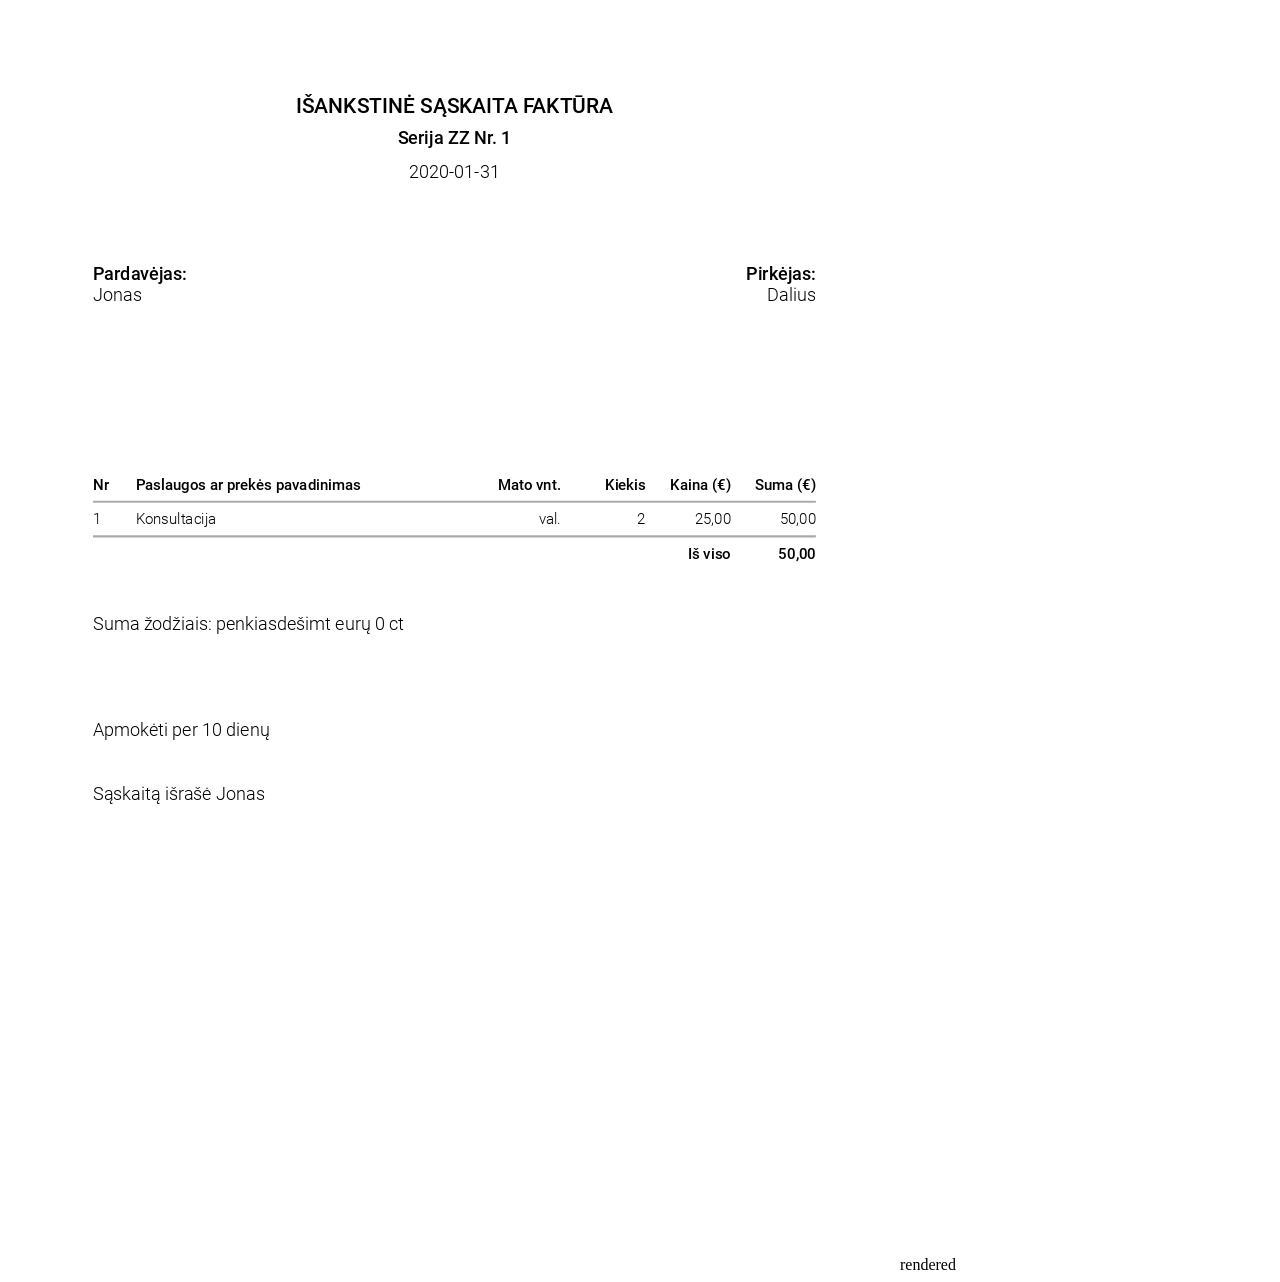 IŠANKSTINĖ SĄSKAITA FAKTŪRA
Serija ZZ Nr. 1
2020-01-31
Pardavėjas: Pirkėjas:
Jonas Dalius
Nr Paslaugos ar prekės pavadinimas Mato vnt. Kiekis Kaina (€) Suma (€)
1 Konsultacija val. 2 25,00 50,00
Iš viso 50,00
Suma žodžiais: penkiasdešimt eurų 0 ct
Apmokėti per 10 dienų
Sąskaitą išrašė Jonas
rendered